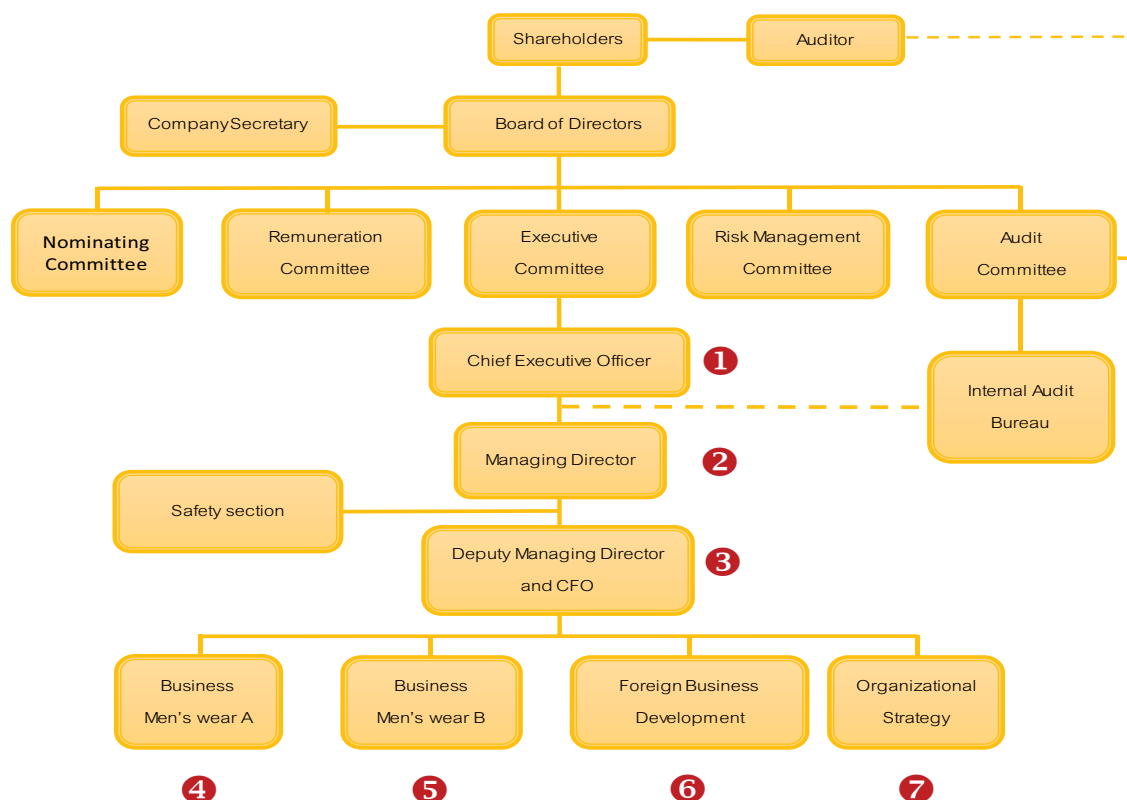 Shareholders
Auditor
CompanySecretary
Board of Directors
Nominating
Committee
Remuneration
Committee
Executive
Committee
Risk Management
Committee
Audit
Committee
Chief Executive Officer
1
Internal Audit
Bureau
Managing Director
2
Safety section
Deputy Managing Director
and CFO
3
Business
Men's wear A
Business
Men's wear B
Foreign Business
Development
Organizational
Strategy
4
5
6
7